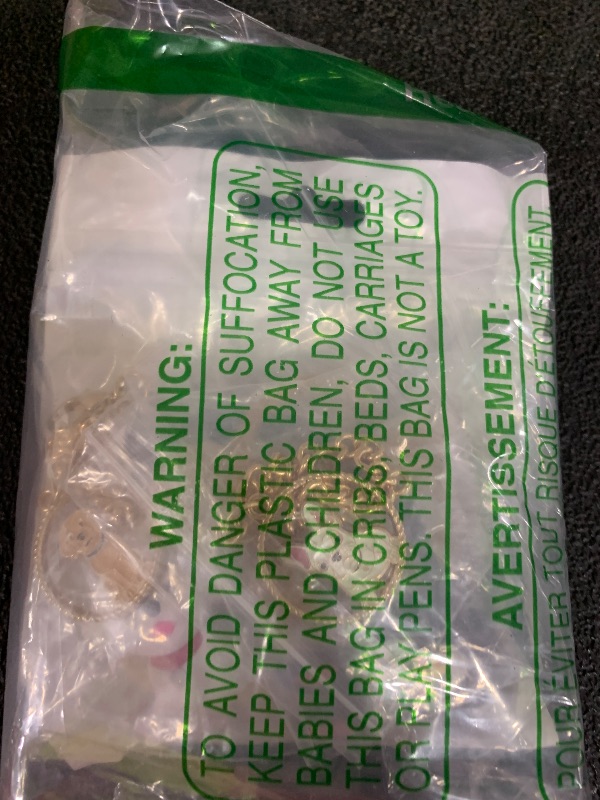 WARNING:
TO AVOID DANGER OF SUFFOCATION,
KEEP THIS PLASTIC BAG AWAY FROM
BABIES AND CHILDREN, DO NOT USE
THIS BAG IN CRIBS, BEDS, CARRIAGES
OR PLAY PENS. THIS BAG IS NOT A TOY.
AVERTISSEMENT:
POUR ÉVITER TOUT RISQUE D'ÉTOUFFEMENT